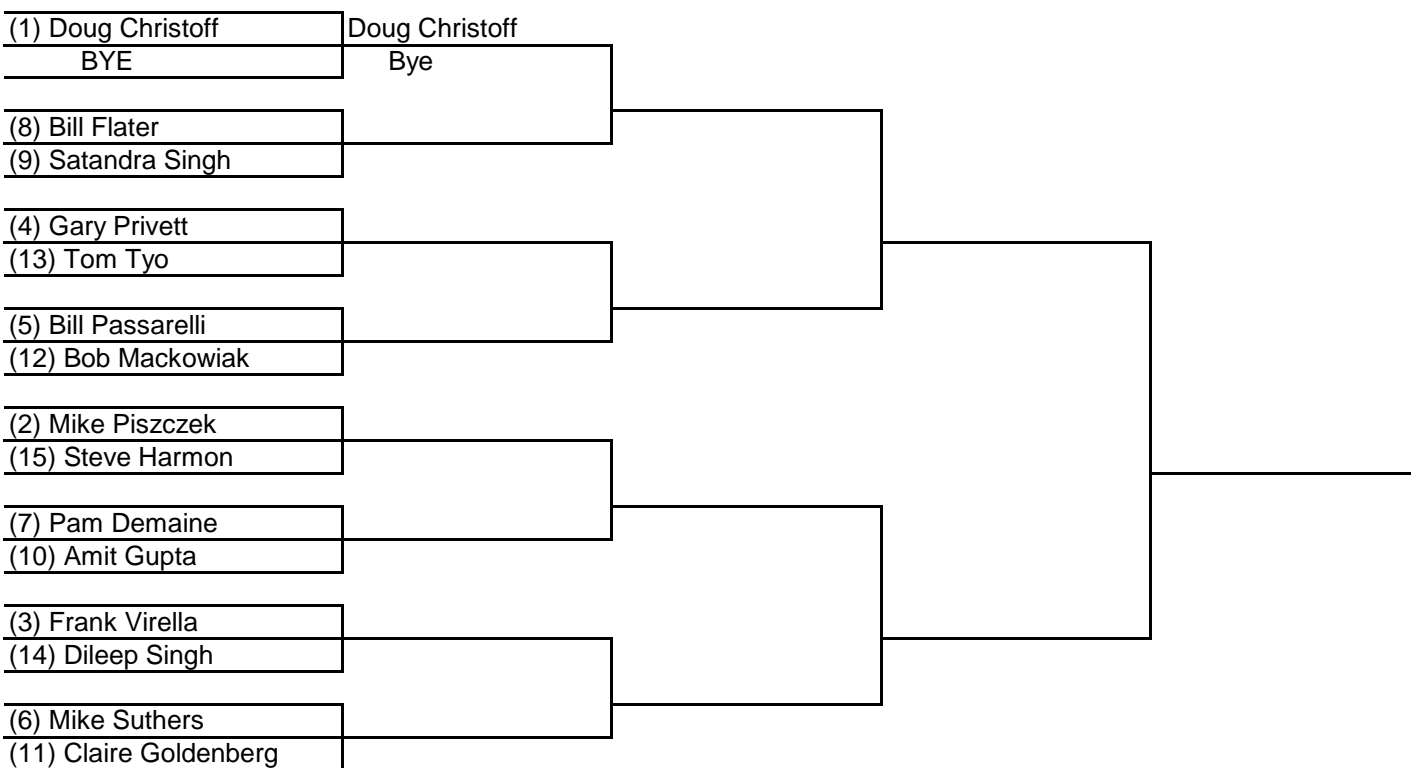 (1) Doug Christoff
Doug Christoff
BYE
Bye
(8) Bill Flater
(9) Satandra Singh
(4) Gary Privett
(13) Tom Tyo
(5) Bill Passarelli
(12) Bob Mackowiak
(2) Mike Piszczek
(15) Steve Harmon
(7) Pam Demaine
(10) Amit Gupta
(3) Frank Virella
(14) Dileep Singh
(6) Mike Suthers
(11) Claire Goldenberg